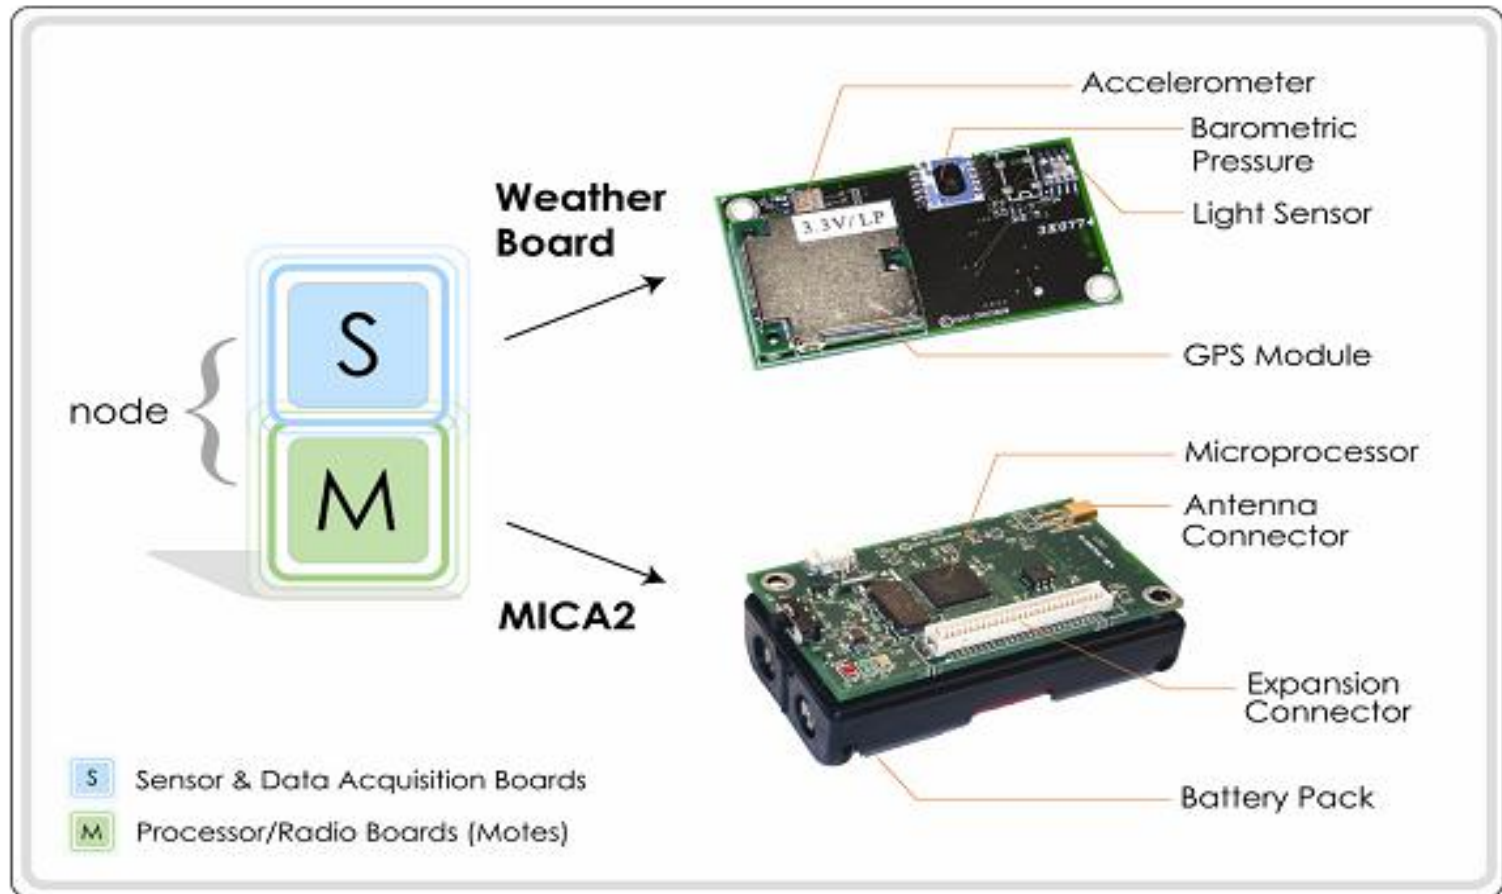 Accelerometer
Barometric
Pressure
Light Sensor
Weather
Board
3.3V/LP
S
GPS Module
node
M
Microprocessor
Antenna
Connector
MICA2
Expansion
Connector
Battery Pack
S Sensor & Data Acquisition Boards
M Processor/Radio Boards (Motes)